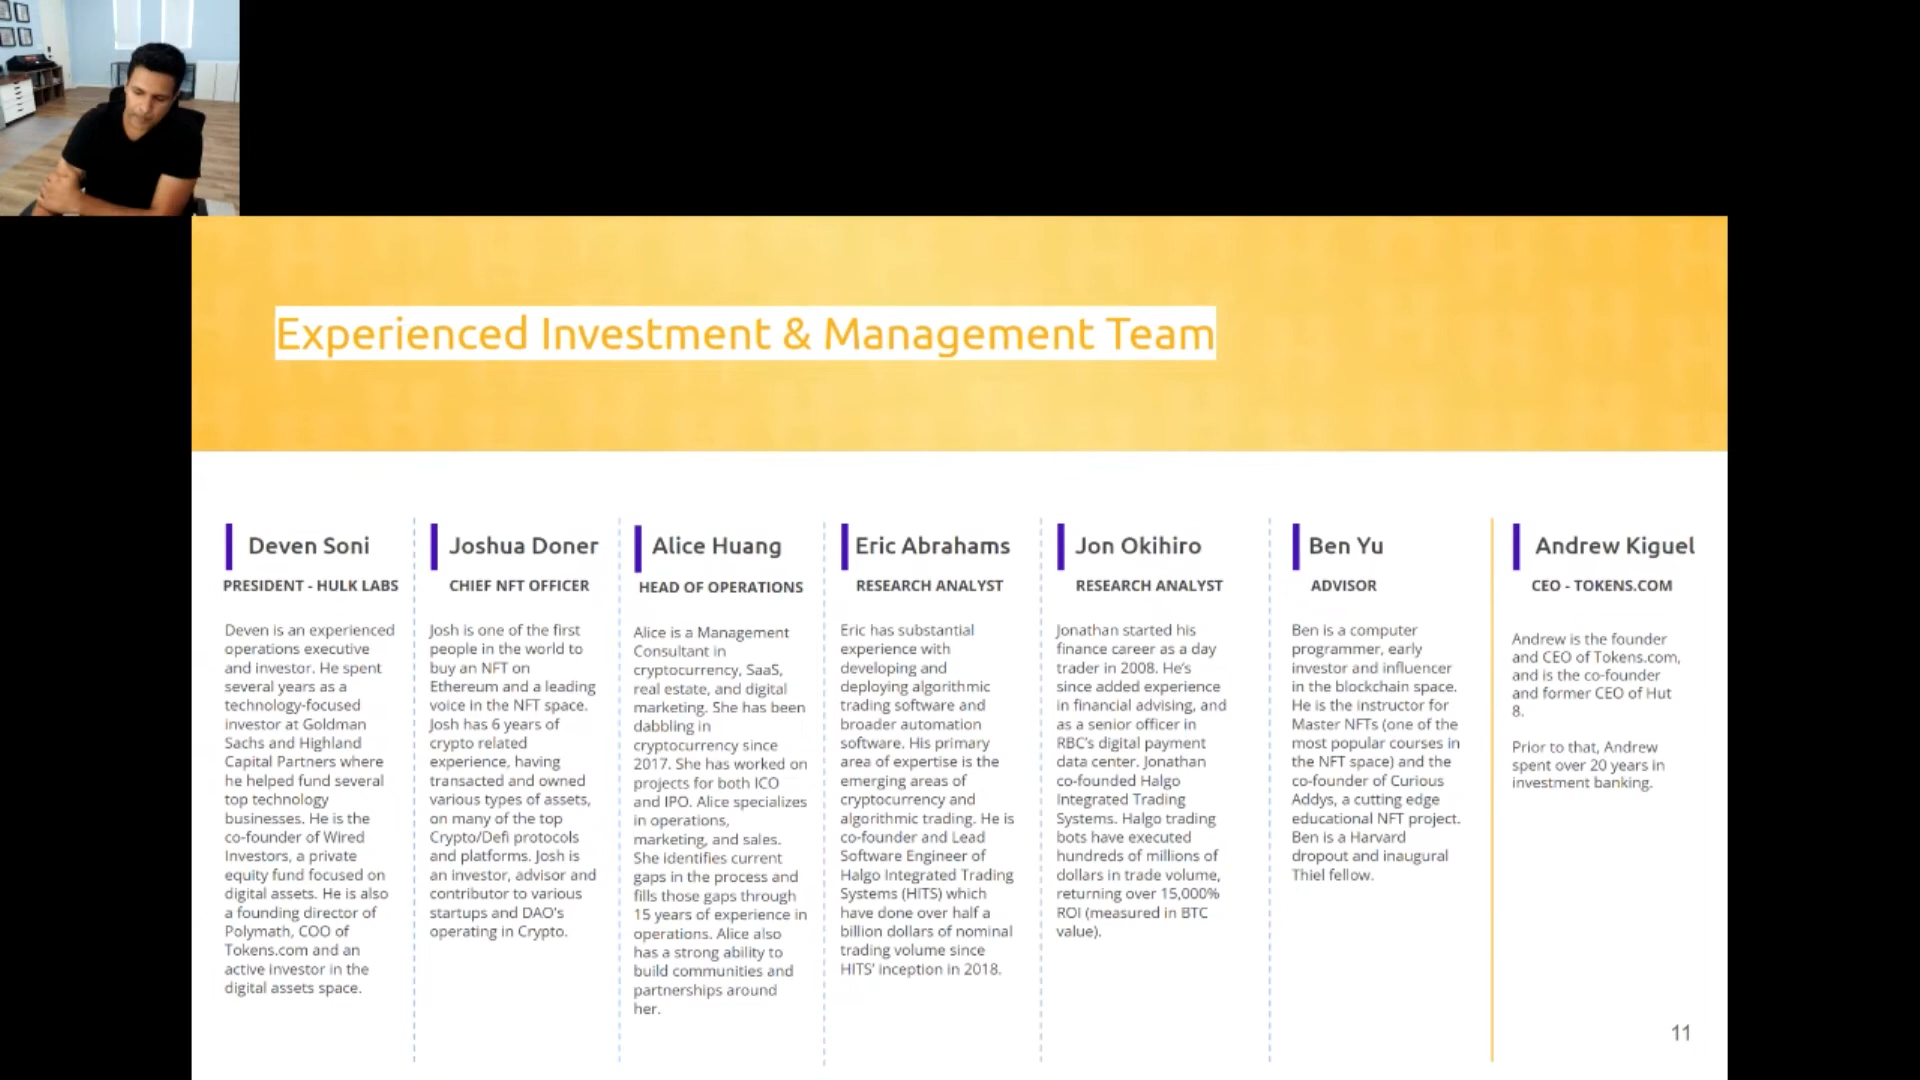 Experienced Investment & Management Team
Deven Soni
PRESIDENT - HULK LABS
Deven is an experienced
operations executive
and investor. He spent
several years as a
technology-focused
investor at Goldman
Sachs and Highland
Capital Partners where
he helped fund several
top technology
businesses. He is the
co-founder of Wired
Investors, a private
equity fund focused on
digital assets. He is also
a founding director of
Polymath, COO of
Tokens.com and an
active investor in the
digital assets space.
Joshua Doner
CHIEF NFT OFFICER
Josh is one of the first
people in the world to
buy an NFT on
Ethereum and a leading
voice in the NFT space.
Josh has 6 years of
crypto related
experience, having
transacted and owned
various types of assets,
on many of the top
Crypto/Defi protocols
and platforms. Josh is
an investor, advisor and
contributor to various
startups and DAO's
operating in Crypto.
Alice Huang
HEAD OF OPERATIONS
Alice is a Management
Consultant in
cryptocurrency, SaaS,
real estate, and digital
marketing. She has been
dabbling in
cryptocurrency since
2017. She has worked on
projects for both ICO
and IPO. Alice specializes
in operations,
marketing, and sales.
She identifies current
gaps in the process and
fills those gaps through
15 years of experience in
operations. Alice also
has a strong ability to
build communities and
partnerships around
her.
Eric Abrahams
RESEARCH ANALYST
Eric has substantial
experience with
developing and
deploying algorithmic
trading software and
broader automation
software. His primary
area of expertise is the
emerging areas of
cryptocurrency and
algorithmic trading. He is
co-founder and Lead
Software Engineer of
Halgo Integrated Trading
Systems (HITS) which
have done over half a
billion dollars of nominal
trading volume since
HITS' inception in 2018.
Jon Okihiro
RESEARCH ANALYST
Jonathan started his
finance career as a day
trader in 2008. He's
since added experience
in financial advising, and
as a senior officer in
RBC's digital payment
data center. Jonathan
co-founded Halgo
Integrated Trading
Systems. Halgo trading
bots have executed
hundreds of millions of
dollars in trade volume,
returning over 15,000%
ROI (measured in BTC
value).
Ben Yu
ADVISOR
Ben is a computer
programmer, early
investor and influencer
in the blockchain space.
He is the instructor for
Master NFTs (one of the
most popular courses in
the NFT space) and the
co-founder of Curious
Addys, a cutting edge
educational NFT project.
Ben is a Harvard
dropout and inaugural
Thiel fellow.
Andrew Kiguel
CEO - TOKENS.COM
Andrew is the founder
and CEO of Tokens.com,
and is the co-founder
and former CEO of Hut
8.
Prior to that, Andrew
spent over 20 years in
investment banking.
11